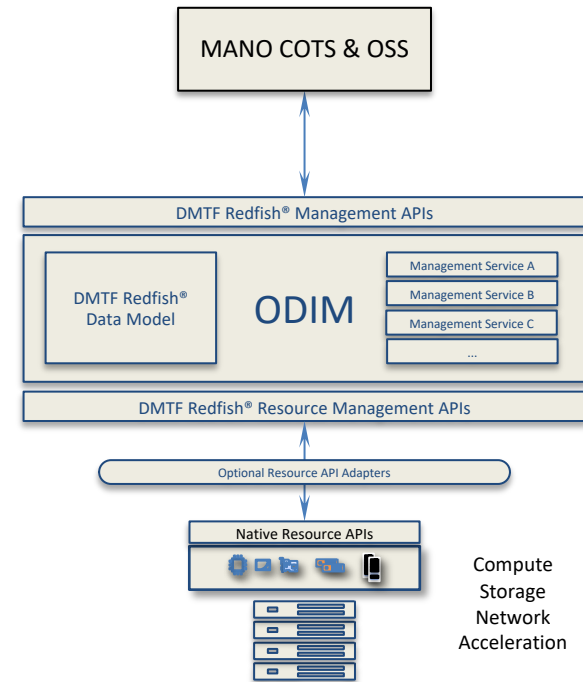 MANO COTS & OSS
DMTF Redfish® Management APIs
DMTF Redfish®
Data Model
ODIM
Management Service A
Management Service B
Management Service C
...
DMTF Redfish® Resource Management APIs
Optional Resource API Adapters
Native Resource APIs
Compute
Storage
Network
Acceleration